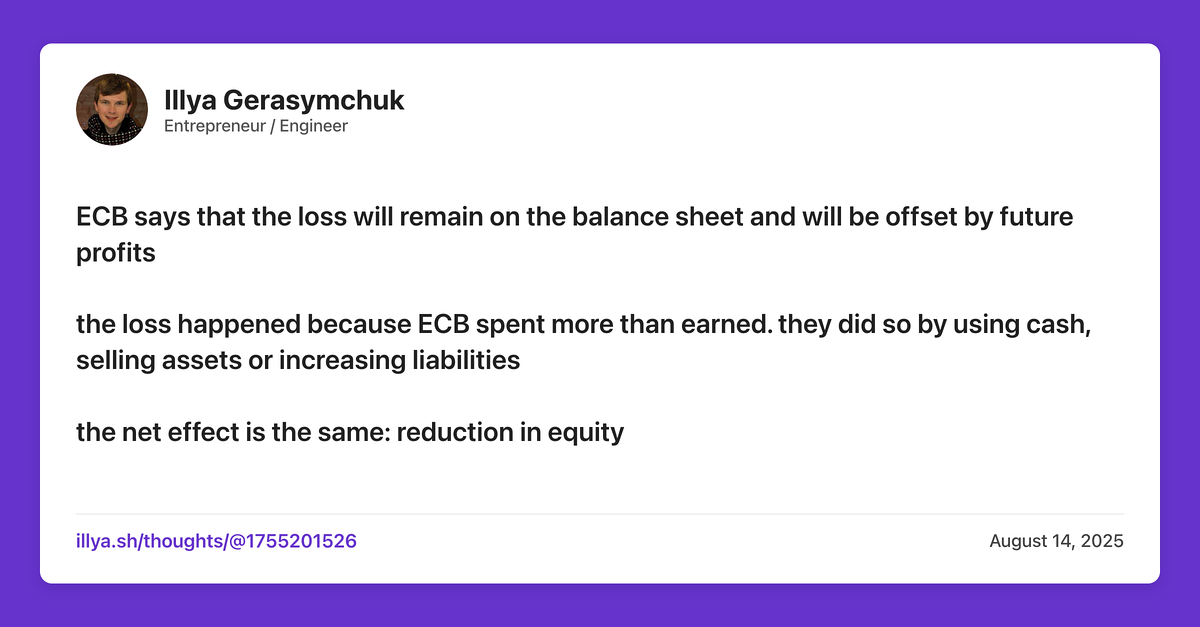 Illya Gerasymchuk
Entrepreneur / Engineer
ECB says that the loss will remain on the balance sheet and will be offset by future
profits
the loss happened because ECB spent more than earned. they did so by using cash,
selling assets or increasing liabilities
the net effect is the same: reduction in equity
illya.sh/thoughts/@1755201526
August 14, 2025